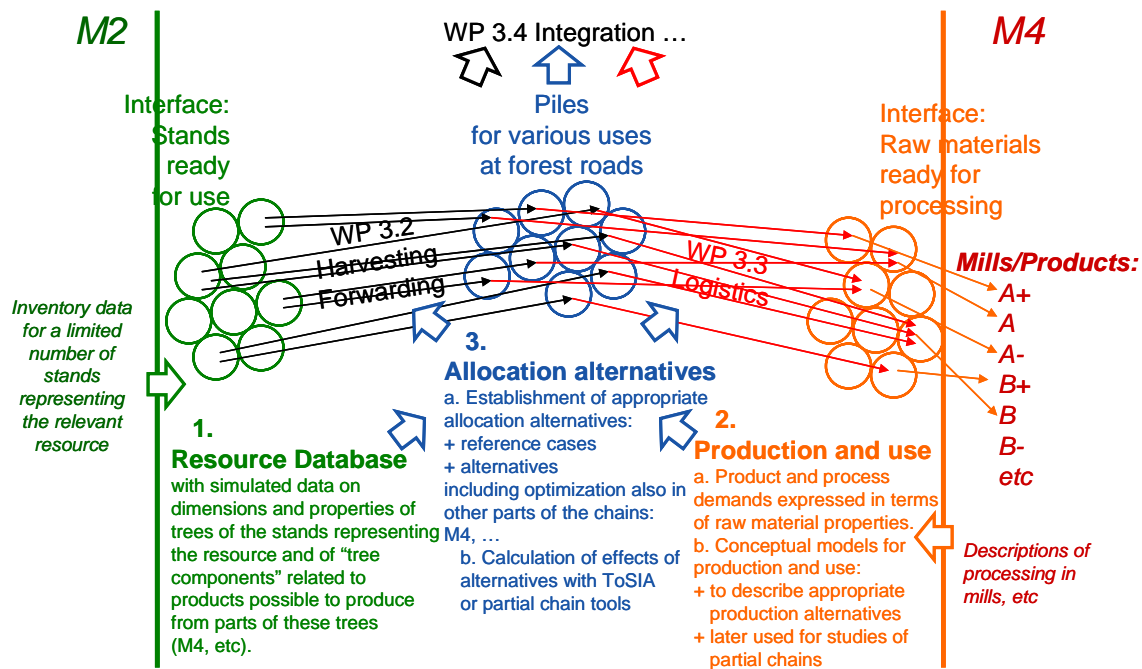 M2
WP 3.4 Integration …
M4
Interface:
Stands
ready
for use
Piles
for various uses
at forest roads
Interface:
Raw materials
ready for
processing
WP 3.2
Harvesting
Forwarding
WP 3.3
Logistics
Mills/Products:
A+
A
A-
B+
B
B-
etc
Inventory data
for a limited
number of
stands
representing
the relevant
resource
1.
Resource Database
with simulated data on
dimensions and properties of
trees of the stands representing
the resource and of “tree
components” related to
products possible to produce
from parts of these trees
(M4, etc).
3.
Allocation alternatives
a. Establishment of appropriate
allocation alternatives:
+ reference cases
+ alternatives
including optimization also in
other parts of the chains:
M4, …
b. Calculation of effects of
alternatives with ToSIA
or partial chain tools
2.
Production and use
a. Product and process
demands expressed in terms
of raw material properties.
b. Conceptual models for
production and use:
+ to describe appropriate
production alternatives
+ later used for studies of
partial chains
Descriptions of
processing in
mills, etc